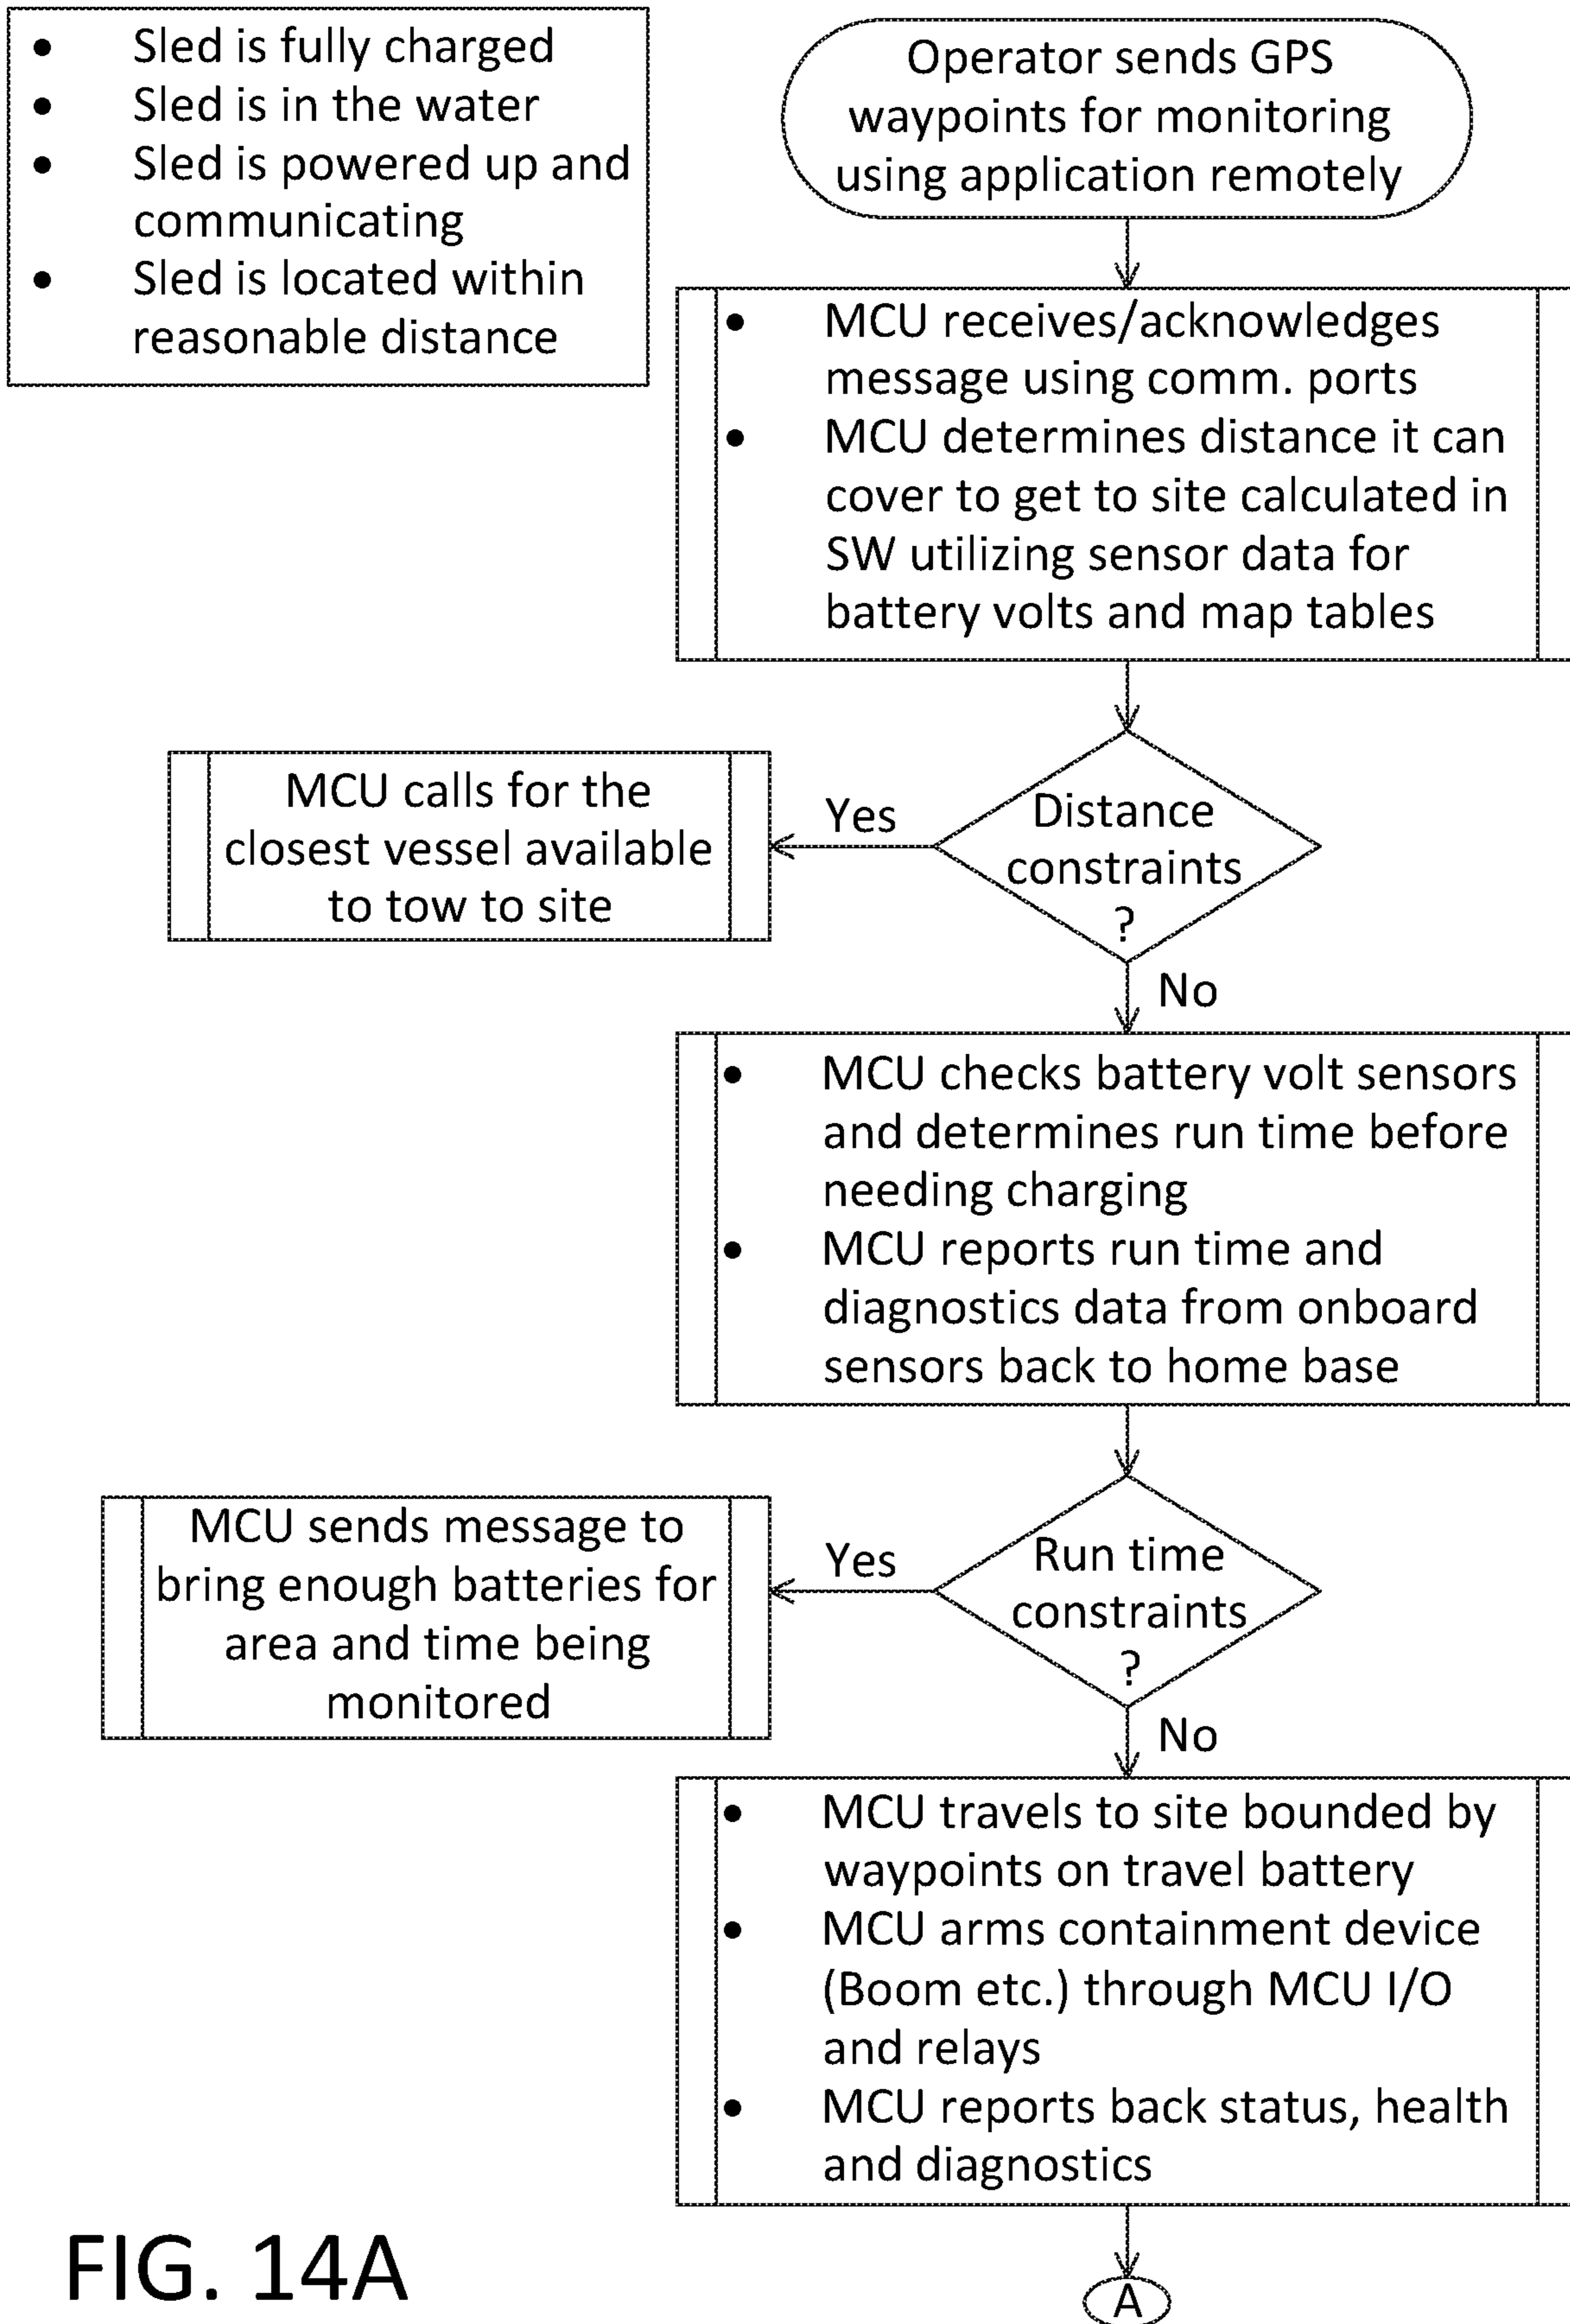 • Sled is fully charged
• Sled is in the water
• Sled is powered up and
communicating
• Sled is located within
reasonable distance
Operator sends GPS
waypoints for monitoring
using application remotely
• MCU receives/acknowledges
message using comm. ports
• MCU determines distance it can
cover to get to site calculated in
SW utilizing sensor data for
battery volts and map tables
Distance
constraints
?
Yes
MCU calls for the
closest vessel available
to tow to site
No
• MCU checks battery volt sensors
and determines run time before
needing charging
• MCU reports run time and
diagnostics data from onboard
sensors back to home base
Run time
constraints
?
Yes
MCU sends message to
bring enough batteries for
area and time being
monitored
No
• MCU travels to site bounded by
waypoints on travel battery
• MCU arms containment device
(Boom etc.) through MCU I/O
and relays
• MCU reports back status, health
and diagnostics
A
FIG. 14A